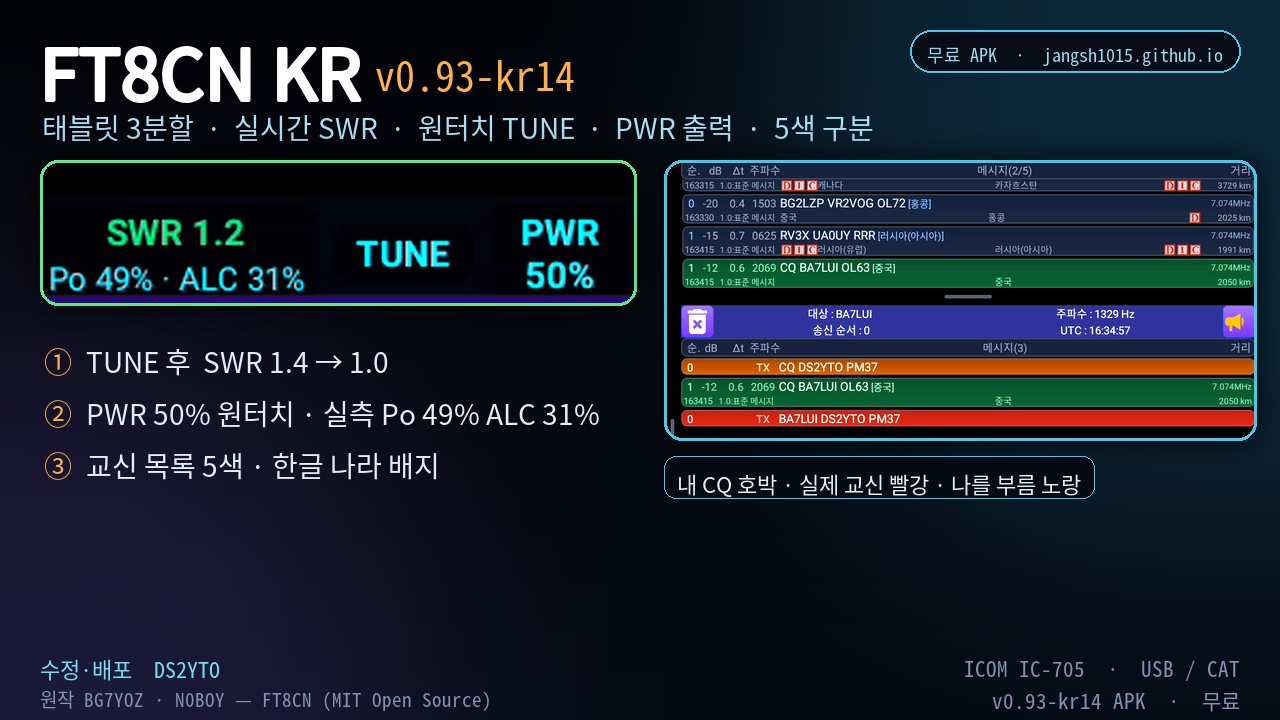 FT8CN KR v0.93-kr14
무료 APK · jangsh1015.github.io
태블릿 3분할 · 실시간 SWR · 원터치 TUNE · PWR 출력 · 5색 구분
SWR 1.2
Po 49% · ALC 31%
TUNE
PWR
50%
① TUNE 후 SWR 1.4 → 1.0
② PWR 50% 원터치 · 실측 Po 49% ALC 31%
③ 교신 목록 5색 · 한글 나라 배지
순. dB Δt 주파수 메시지(2/5) 거리
163315 1.0:표준 메시지 D I C 캐나다 카자흐스탄 D I C 3729 km
0 -20 0.4 1503 BG2LZP VR2VOG OL72 [홍콩] 7.074MHz
163330 1.0:표준 메시지 중국 홍콩 D 2025 km
1 -15 0.7 0625 RV3X UA0UY RRR [러시아(아시아)] 7.074MHz
163415 1.0:표준 메시지 D I C 러시아(유럽) 러시아(아시아) D I C 1991 km
1 -12 0.6 2069 CQ BA7LUI OL63 [중국] 7.074MHz
163415 1.0:표준 메시지 중국 2050 km
대상 : BA7LUI 주파수 : 1329 Hz
송신 순서 : 0 UTC : 16:34:57
순. dB Δt 주파수 메시지(3) 거리
0 TX CQ DS2YTO PM37
1 -12 0.6 2069 CQ BA7LUI OL63 [중국] 7.074MHz
163415 1.0:표준 메시지 중국 2050 km
0 TX BA7LUI DS2YTO PM37
내 CQ 호박 · 실제 교신 빨강 · 나를 부름 노랑
수정·배포 DS2YTO
원작 BG7YOZ · N0BOY — FT8CN (MIT Open Source)
ICOM IC-705 · USB / CAT
v0.93-kr14 APK · 무료